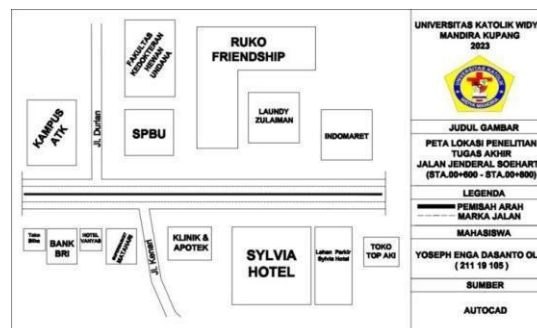 KAMPUS
ATK
Jl. Durian
FAKULTAS
KEDOKTERAN
HEWAN
UNDANA
SPBU
RUKO
FRIENDSHIP
LAUNDY
ZULAIMAN
INDOMARET
BANK
BRI
HOTEL
MATAHARI
Jl. Kenari
KLINIK &
APOTEK
SYLVIA
HOTEL
Lahan Parkir
Sylvia Hotel
TOKO
TOP AKI
UNIVERSITAS KATOLIK WIDY
MANDIRA KUPANG
2023
JUDUL GAMBAR
PETA LOKASI PENELITIAN
TUGAS AKHIR
JALAN JENDERAL SOEHART
(STA.00+600 - STA.00+800)
LEGENDA
PEMISAH ARAH
MARKA JALAN
MAHASISWA
YOSEPH ENGA DASANTO OL
( 211 19 105 )
SUMBER
AUTOCAD